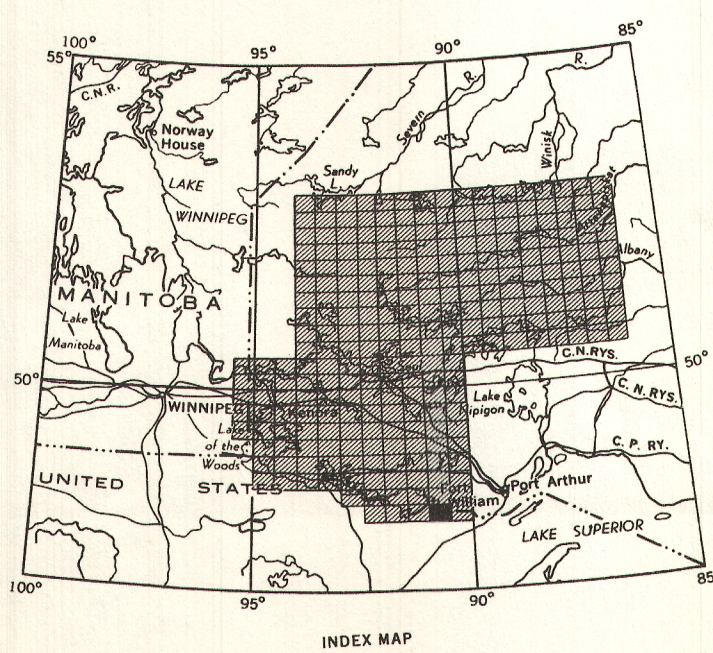 100° 95° 90° 85°
55°
C.N.R.
R.
R.
Norway
House
Severn
Winisk
Sandy
L.
LAKE
WINNIPEG
Albany
MANITOBA
Lake
Manitoba
C.N.RYS.
50°
50°
C. N. RYS.
WINNIPEG
Kenora
Lake
Nipigon
Lake
of the
Woods
C. P. RY.
UNITED STATES
Fort
William
Port Arthur
LAKE SUPERIOR
100° 95° 90° 85
INDEX MAP